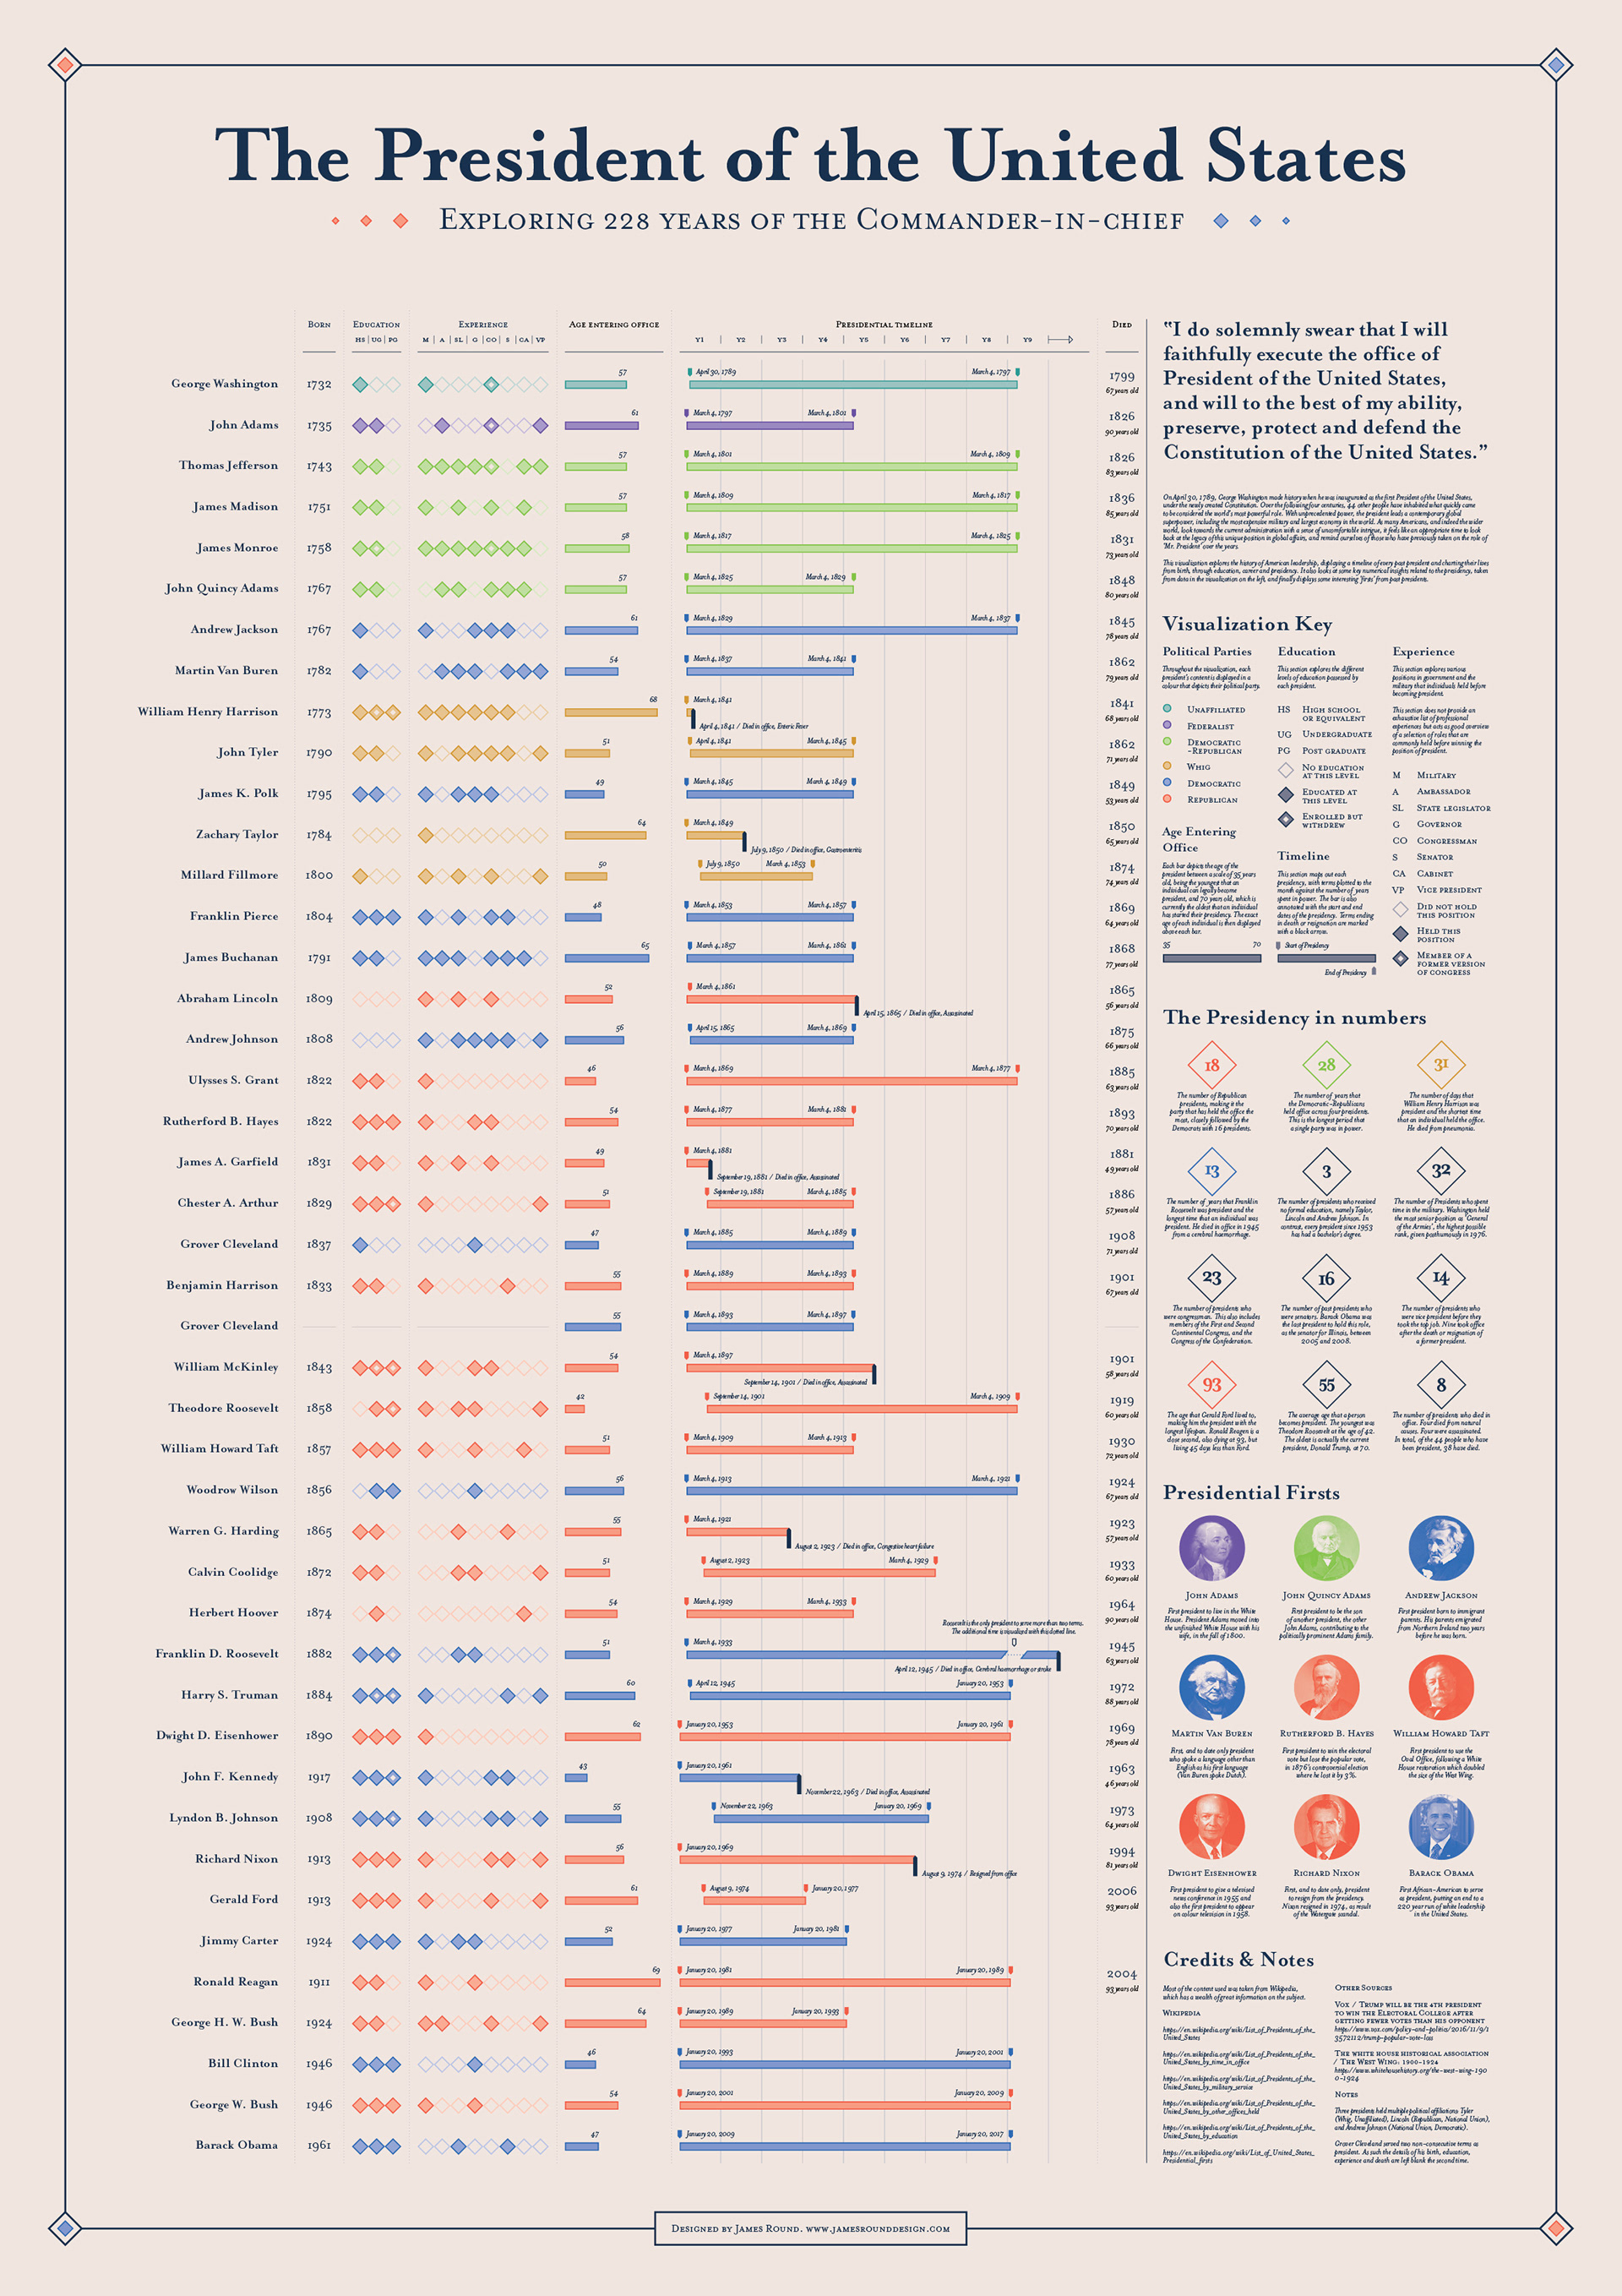 The President of the United States
Exploring 228 years of the Commander-in-chief
Born Education Experience Age entering office Presidential timeline Died
HS | UG | PG M | A | SL | G | CO | S | CA | VP Y1 | Y2 | Y3 | Y4 | Y5 | Y6 | Y7 | Y8 | Y9
George Washington 1732 57 April 30, 1789 March 4, 1797 1799 67 years old
John Adams 1735 61 March 4, 1797 March 4, 1801 1826 90 years old
Thomas Jefferson 1743 57 March 4, 1801 March 4, 1809 1826 83 years old
James Madison 1751 57 March 4, 1809 March 4, 1817 1836 85 years old
James Monroe 1758 58 March 4, 1817 March 4, 1825 1831 73 years old
John Quincy Adams 1767 57 March 4, 1825 March 4, 1829 1848 80 years old
Andrew Jackson 1767 61 March 4, 1829 March 4, 1837 1845 78 years old
Martin Van Buren 1782 54 March 4, 1837 March 4, 1841 1862 79 years old
William Henry Harrison 1773 68 March 4, 1841 April 4, 1841 / Died in office, Enteric Fever 1841 68 years old
John Tyler 1790 51 April 4, 1841 March 4, 1845 1862 71 years old
James K. Polk 1795 49 March 4, 1845 March 4, 1849 1849 53 years old
Zachary Taylor 1784 64 March 4, 1849 July 9, 1850 / Died in office, Gastroenteritis 1850 65 years old
Millard Fillmore 1800 50 July 9, 1850 March 4, 1853 1874 74 years old
Franklin Pierce 1804 48 March 4, 1853 March 4, 1857 1869 64 years old
James Buchanan 1791 65 March 4, 1857 March 4, 1861 1868 77 years old
Abraham Lincoln 1809 52 March 4, 1861 April 15, 1865 / Died in office, Assassinated 1865 56 years old
Andrew Johnson 1808 56 April 15, 1865 March 4, 1869 1875 66 years old
Ulysses S. Grant 1822 46 March 4, 1869 March 4, 1877 1885 63 years old
Rutherford B. Hayes 1822 54 March 4, 1877 March 4, 1881 1893 70 years old
James A. Garfield 1831 49 March 4, 1881 September 19, 1881 / Died in office, Assassinated 1881 49 years old
Chester A. Arthur 1829 51 September 19, 1881 March 4, 1885 1886 57 years old
Grover Cleveland 1837 47 March 4, 1885 March 4, 1889 1908 71 years old
Benjamin Harrison 1833 55 March 4, 1889 March 4, 1893 1901 67 years old
Grover Cleveland 55 March 4, 1893 March 4, 1897
William McKinley 1843 54 March 4, 1897 September 14, 1901 / Died in office, Assassinated 1901 58 years old
Theodore Roosevelt 1858 42 September 14, 1901 March 4, 1909 1919 60 years old
William Howard Taft 1857 51 March 4, 1909 March 4, 1913 1930 72 years old
Woodrow Wilson 1856 56 March 4, 1913 March 4, 1921 1924 67 years old
Warren G. Harding 1865 55 March 4, 1921 August 2, 1923 / Died in office, Congestive heart failure 1923 57 years old
Calvin Coolidge 1872 51 August 2, 1923 March 4, 1929 1933 60 years old
Herbert Hoover 1874 54 March 4, 1929 March 4, 1933 1964 90 years old
Roosevelt is the only president to serve more than two terms.
The additional time is visualized with this dotted line.
Franklin D. Roosevelt 1882 51 March 4, 1933 April 12, 1945 / Died in office, Cerebral haemorrhage or stroke 1945 63 years old
Harry S. Truman 1884 60 April 12, 1945 January 20, 1953 1972 88 years old
Dwight D. Eisenhower 1890 62 January 20, 1953 January 20, 1961 1969 78 years old
John F. Kennedy 1917 43 January 20, 1961 November 22, 1963 / Died in office, Assassinated 1963 46 years old
Lyndon B. Johnson 1908 55 November 22, 1963 January 20, 1969 1973 64 years old
Richard Nixon 1913 56 January 20, 1969 August 9, 1974 / Resigned from office 1994 81 years old
Gerald Ford 1913 61 August 9, 1974 January 20, 1977 2006 93 years old
Jimmy Carter 1924 52 January 20, 1977 January 20, 1981
Ronald Reagan 1911 69 January 20, 1981 January 20, 1989 2004 93 years old
George H. W. Bush 1924 64 January 20, 1989 January 20, 1993
Bill Clinton 1946 46 January 20, 1993 January 20, 2001
George W. Bush 1946 54 January 20, 2001 January 20, 2009
Barack Obama 1961 47 January 20, 2009 January 20, 2017
"I do solemnly swear that I will
faithfully execute the office of
President of the United States,
and will to the best of my ability,
preserve, protect and defend the
Constitution of the United States."
On April 30, 1789, George Washington made history when he was inaugurated as the first President of the United States,
under the newly created Constitution. Over the following four centuries, 44 other people have inhabited what quickly came
to be considered the world's most powerful role. With unprecedented power, the president leads a contemporary global
superpower, including the most expensive military and largest economy in the world. As many Americans, and indeed the wider
world, look towards the current administration with a sense of uncomfortable intrigue, it feels like an appropriate time to look
back at the legacy of this unique position in global affairs, and remind ourselves of those who have previously taken on the role of
'Mr. President' over the years.
This visualization explores the history of American leadership, displaying a timeline of every past president and charting their lives
from birth, through education, career and presidency. It also looks at some key numerical insights related to the presidency, taken
from data in the visualization on the left, and finally displays some interesting 'firsts' from past presidents.
Visualization Key
Political Parties
Throughout the visualization, each
president's content is displayed in a
colour that depicts their political party.
Unaffiliated
Federalist
Democratic
-Republican
Whig
Democratic
Republican
Age Entering
Office
Each bar depicts the age of the
president between a scale of 35 years
old, being the youngest that an
individual can legally become
president, and 70 years old, which is
currently the oldest that an individual
has started their presidency. The exact
age of each individual is then displayed
above each bar.
35 70
Education
This section explores the different
levels of education possessed by
each president.
HS High school
or equivalent
UG Undergraduate
PG Post graduate
No education
at this level
Educated at
this level
Enrolled but
withdrew
Timeline
This section maps out each
presidency, with terms plotted to the
month against the number of years
spent in power. The bar is also
annotated with the start and end
dates of the presidency. Terms ending
in death or resignation are marked
with a black arrow.
Start of Presidency
End of Presidency
Experience
This section explores various
positions in government and the
military that individuals held before
becoming president.
This section does not provide an
exhaustive list of professional
experiences but acts as good overview
of a selection of roles that are
commonly held before winning the
position of president.
M Military
A Ambassador
SL State legislator
G Governor
CO Congressman
S Senator
CA Cabinet
VP Vice president
Did not hold
this position
Held this
position
Member of a
former version
of congress
The Presidency in numbers
18
The number of Republican
presidents, making it the
party that has held the office the
most, closely followed by the
Democrats with 16 presidents.
28
The number of years that
the Democratic-Republicans
held office across four presidents.
This is the longest period that
a single party was in power.
31
The number of days that
William Henry Harrison was
president and the shortest time
that an individual held the office.
He died from pneumonia.
13
The number of years that Franklin
Roosevelt was president and the
longest time that an individual was
president. He died in office in 1945
from a cerebral haemorrhage.
3
The number of presidents who received
no formal education, namely Taylor,
Lincoln and Andrew Johnson. In
contrast, every president since 1953
has had a bachelor's degree.
32
The number of Presidents who spent
time in the military. Washington held
the most senior position as 'General
of the Armies', the highest possible
rank, given posthumously in 1976.
23
The number of presidents who
were congressman. This also includes
members of the First and Second
Continental Congress, and the
Congress of the Confederation.
16
The number of past presidents who
were senators. Barack Obama was
the last president to hold this role,
as the senator for Illinois, between
2005 and 2008.
14
The number of presidents who
were vice president before they
took the top job. Nine took office
after the death or resignation of
a former president.
93
The age that Gerald Ford lived to,
making him the president with the
longest lifespan. Ronald Reagan is a
close second, also dying at 93, but
living 45 days less than Ford.
55
The average age that a person
becomes president. The youngest was
Theodore Roosevelt at the age of 42.
The oldest is actually the current
president, Donald Trump, at 70.
8
The number of presidents who died in
office. Four died from natural
causes. Four were assassinated.
In total, of the 44 people who have
been president, 38 have died.
Presidential Firsts
John Adams
First president to live in the White
House. President Adams moved into
the unfinished White House with his
wife, in the fall of 1800.
John Quincy Adams
First president to be the son
of another president, the other
John Adams, contributing to the
politically prominent Adams family.
Andrew Jackson
First president born to immigrant
parents. His parents emigrated
from Northern Ireland two years
before he was born.
Martin Van Buren
First, and to date only president
who spoke a language other than
English as his first language
(Van Buren spoke Dutch).
Rutherford B. Hayes
First president to win the electoral
vote but lose the popular vote,
in 1876's controversial election
where he lost it by 3%.
William Howard Taft
First president to use the
Oval Office, following a White
House restoration which doubled
the size of the West Wing.
Dwight Eisenhower
First president to give a televised
news conference in 1955 and
also the first president to appear
on colour television in 1958.
Richard Nixon
First, and to date only, president
to resign from the presidency.
Nixon resigned in 1974, as result
of the Watergate scandal.
Barack Obama
First African-American to serve
as president, putting an end to a
220 year run of white leadership
in the United States.
Credits & Notes
Most of the content used was taken from Wikipedia,
which has a wealth of great information on the subject.
Wikipedia
https://en.wikipedia.org/wiki/List_of_Presidents_of_the_
United_States
https://en.wikipedia.org/wiki/List_of_Presidents_of_the_
United_States_by_time_in_office
https://en.wikipedia.org/wiki/List_of_Presidents_of_the_
United_States_by_military_service
https://en.wikipedia.org/wiki/List_of_Presidents_of_the_
United_States_by_other_offices_held
https://en.wikipedia.org/wiki/List_of_Presidents_of_the_
United_States_by_education
https://en.wikipedia.org/wiki/List_of_United_States_
Presidential_firsts
Other Sources
Vox / Trump will be the 4th president
to win the Electoral College after
getting fewer votes than his opponent
https://www.vox.com/policy-and-politics/2016/11/9/1
3572112/trump-popular-vote-loss
The white house historical association
/ The West Wing: 1900-1924
https://www.whitehousehistory.org/the-west-wing-190
0-1924
Notes
Three presidents held multiple political affiliations: Tyler
(Whig, Unaffiliated), Lincoln (Republican, National Union),
and Andrew Johnson (National Union, Democratic).
Grover Cleveland served two non-consecutive terms as
president. As such the details of his birth, education,
experience and death are left blank the second time.
Designed by James Round. www.jamesrounddesign.com